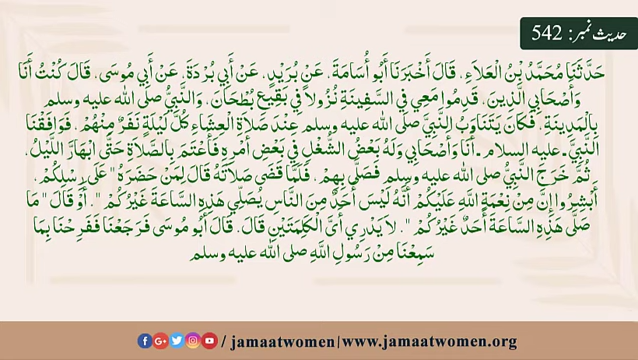 حدیث نمبر: 542
حَدَّثَنَا مُحَمَّدُ بْنُ الْعَلاَءِ، قَالَ أَخْبَرَنَا أَبُو أُسَامَةَ، عَنْ بُرَيْدٍ، عَنْ أَبِي بُرْدَةَ، عَنْ أَبِي مُوسَى، قَالَ كُنْتُ أَنَا
وَأَصْحَابِي الَّذِينَ، قَدِمُوا مَعِي فِي السَّفِينَةِ نُزُولاً فِي بَقِيعِ بُطْحَانَ، وَالنَّبِيُّ صلى الله عليه وسلم
بِالْمَدِينَةِ، فَكَانَ يَتَنَاوَبُ النَّبِيَّ صلى الله عليه وسلم عِنْدَ صَلاَةِ الْعِشَاءِ كُلَّ لَيْلَةٍ نَفَرٌ مِنْهُمْ، فَوَافَقْنَا
النَّبِيَّ ـ عليه السلام ـ أَنَا وَأَصْحَابِي وَلَهُ بَعْضُ الشُّغْلِ فِي بَعْضِ أَمْرِهِ فَأَعْتَمَ بِالصَّلاَةِ حَتَّى ابْهَارَّ اللَّيْلُ،
ثُمَّ خَرَجَ النَّبِيُّ صلى الله عليه وسلم فَصَلَّى بِهِمْ، فَلَمَّا قَضَى صَلاَتَهُ قَالَ لِمَنْ حَضَرَهُ " عَلَى رِسْلِكُمْ،
أَبْشِرُوا إِنَّ مِنْ نِعْمَةِ اللَّهِ عَلَيْكُمْ أَنَّهُ لَيْسَ أَحَدٌ مِنَ النَّاسِ يُصَلِّي هَذِهِ السَّاعَةَ غَيْرُكُمْ ". أَوْ قَالَ " مَا
صَلَّى هَذِهِ السَّاعَةَ أَحَدٌ غَيْرُكُمْ ". لاَ يَدْرِي أَىَّ الْكَلِمَتَيْنِ قَالَ. قَالَ أَبُو مُوسَى فَرَجَعْنَا فَفَرِحْنَا بِمَا
سَمِعْنَا مِنْ رَسُولِ اللَّهِ صلى الله عليه وسلم
/ jamaatwomen|www.jamaatwomen.org